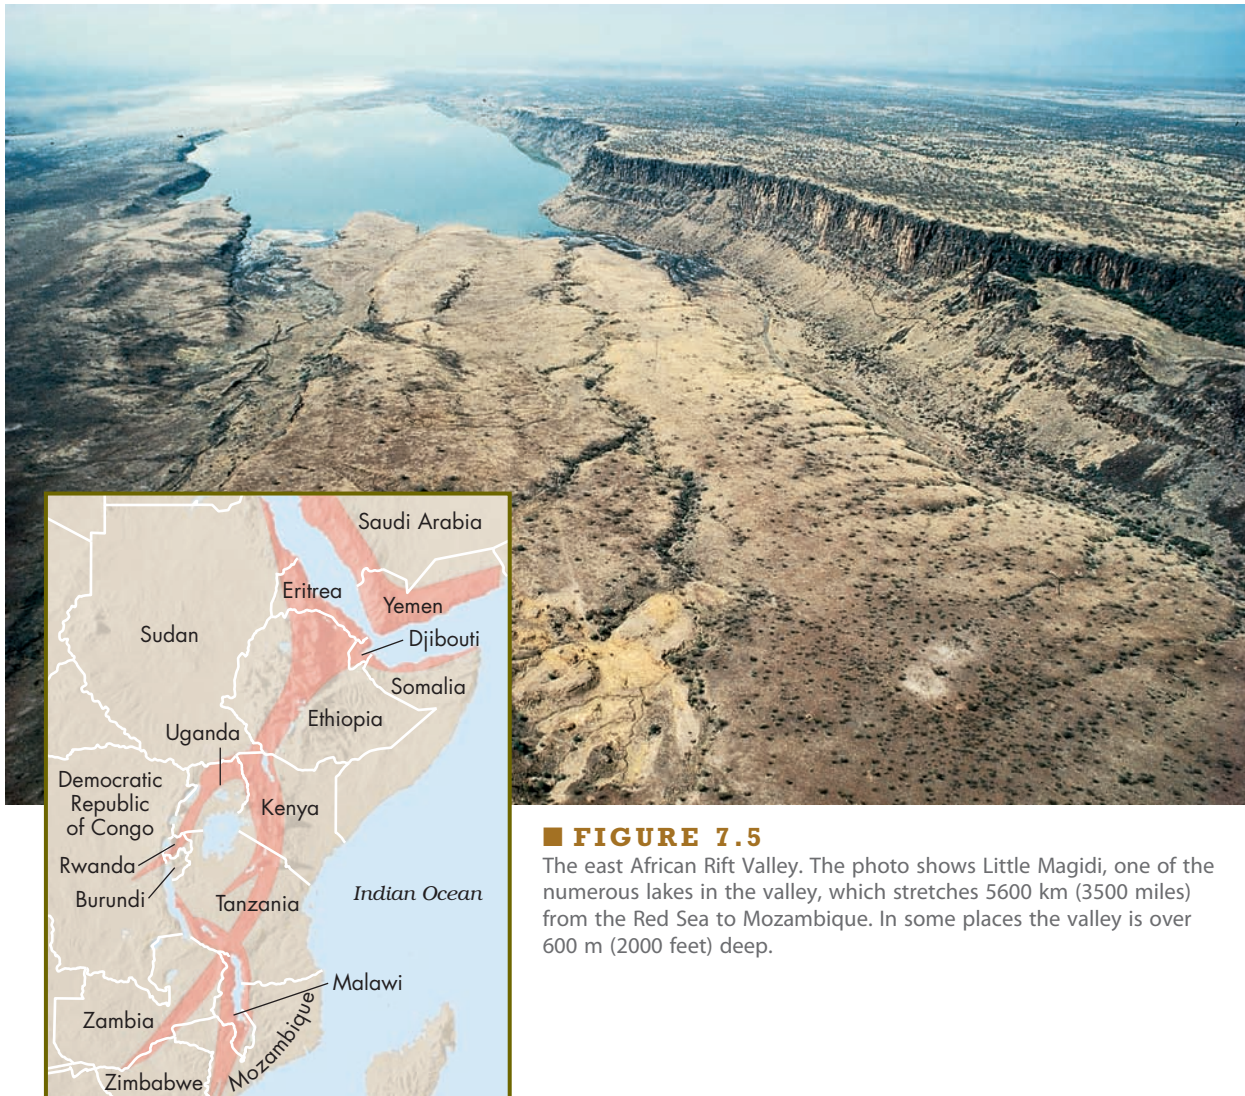 Saudi Arabia
Eritrea
Yemen
Sudan
Djibouti
Somalia
Ethiopia
Uganda
Democratic
Republic
of Congo
Kenya
Rwanda
Burundi
Tanzania
Indian Ocean
Malawi
Zambia
Mozambique
Zimbabwe
■ FIGURE 7.5
The east African Rift Valley. The photo shows Little Magidi, one of the
numerous lakes in the valley, which stretches 5600 km (3500 miles)
from the Red Sea to Mozambique. In some places the valley is over
600 m (2000 feet) deep.